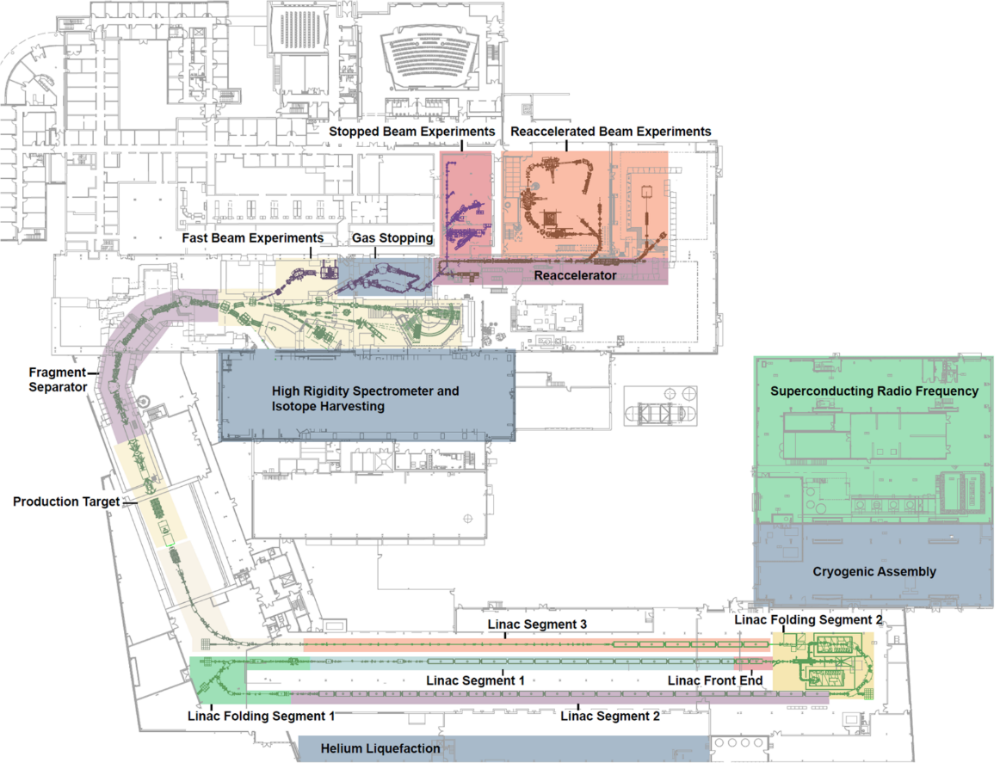 Stopped Beam Experiments
Reaccelerated Beam Experiments
Fast Beam Experiments
Gas Stopping
Reaccelerator
Fragment
Separator
High Rigidity Spectrometer and
Isotope Harvesting
Superconducting Radio Frequency
Production Target
Cryogenic Assembly
Linac Segment 3
Linac Folding Segment 2
Linac Segment 1
Linac Front End
Linac Folding Segment 1
Linac Segment 2
Helium Liquefaction